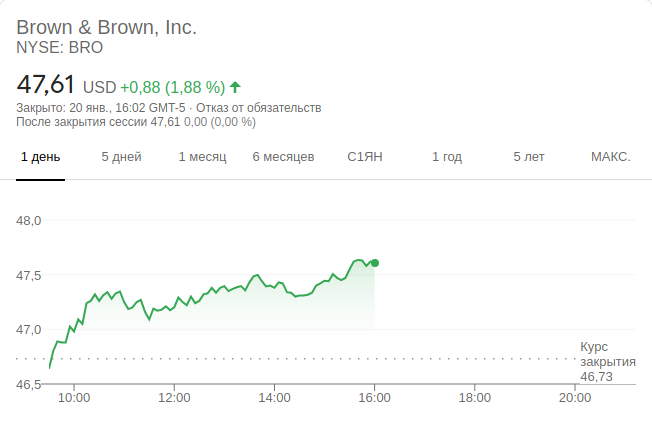 Brown & Brown, Inc.
NYSE: BRO
47,61 USD +0,88 (1,88 %)
Закрыто: 20 янв., 16:02 GMT-5 · Отказ от обязательств
После закрытия сессии 47,61 0,00 (0,00 %)
1 день 5 дней 1 месяц 6 месяцев С1ЯН 1 год 5 лет МАКС.
48,0
47,5
47,0
Курс
закрытия
46,73
46,5
10:00 12:00 14:00 16:00 18:00 20:00